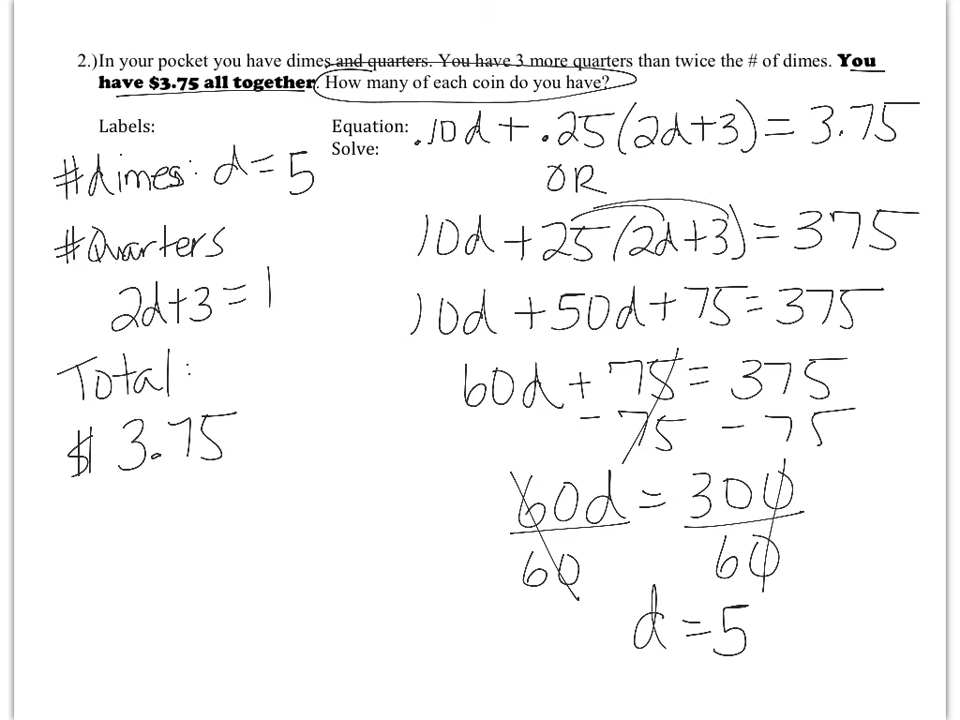 2.)In your pocket you have dimes and quarters. You have 3 more quarters than twice the # of dimes. You
have $3.75 all together. How many of each coin do you have?
Labels:
#dimes: d = 5
#Quarters
2d+3 = 1
Total:
$ 3.75
Equation: .10d + .25(2d+3) = 3.75
Solve:
OR
10d + 25(2d+3) = 375
10d + 50d + 75 = 375
60d + 75 = 375
- 75 - 75
60d = 300
60 60
d = 5